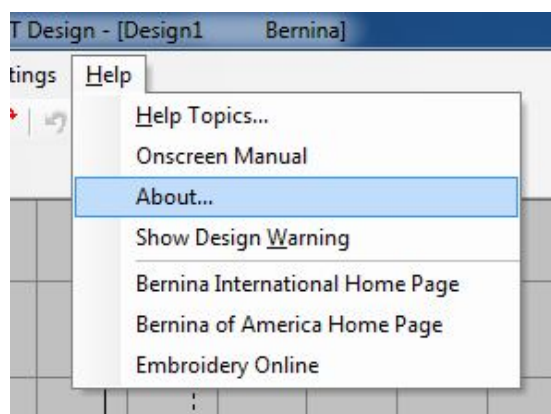 T Design - [Design1 Bernina]
tings Help
Help Topics...
Onscreen Manual
About...
Show Design Warning
Bernina International Home Page
Bernina of America Home Page
Embroidery Online